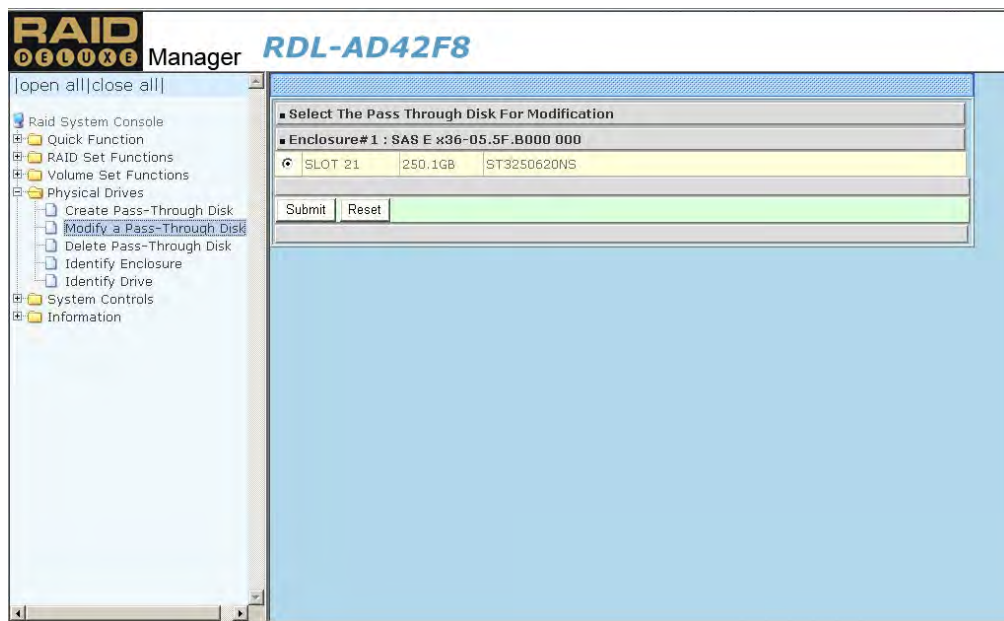 RAID
DELUXE Manager
RDL-AD42F8
|open all|close all|
Raid System Console
Quick Function
RAID Set Functions
Volume Set Functions
Physical Drives
Create Pass-Through Disk
Modify a Pass-Through Disk
Delete Pass-Through Disk
Identify Enclosure
Identify Drive
System Controls
Information
Select The Pass Through Disk For Modification
Enclosure#1 : SAS E x36-05.5F.B000 000
SLOT 21 250.1GB ST3250620NS
Submit Reset